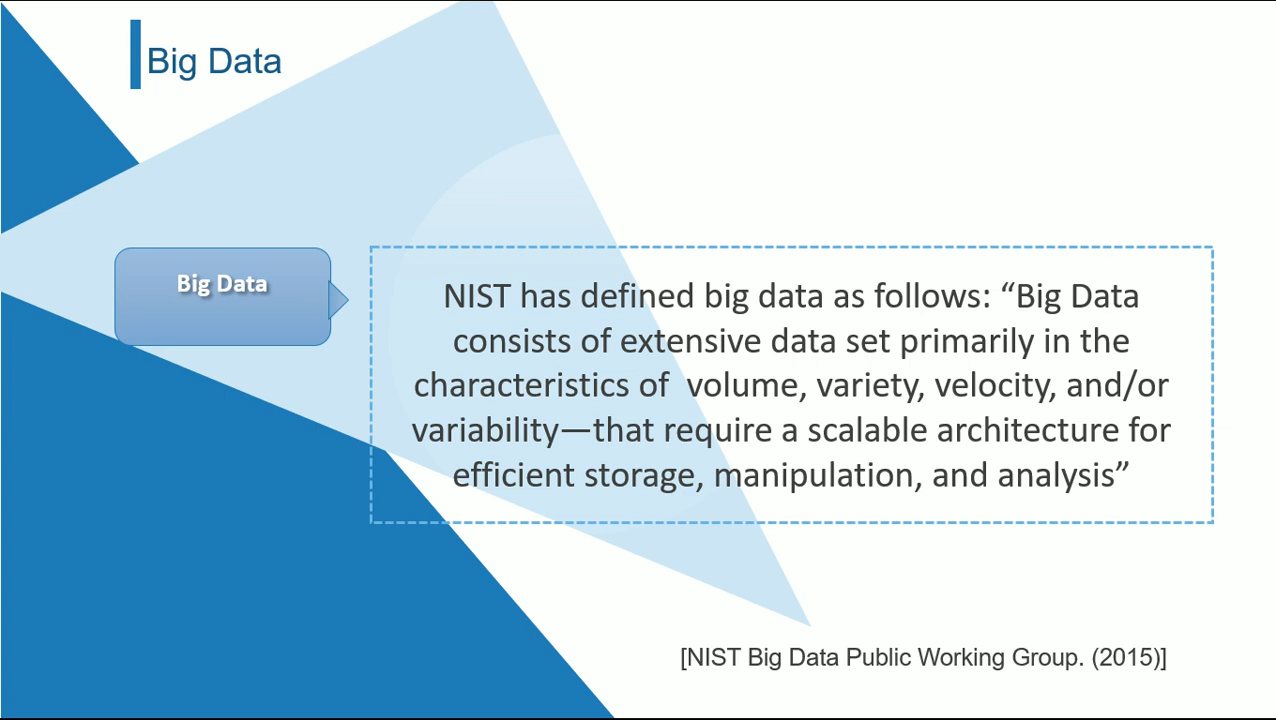 Big Data
Big Data
NIST has defined big data as follows: “Big Data
consists of extensive data set primarily in the
characteristics of  volume, variety, velocity, and/or
variability—that require a scalable architecture for
efficient storage, manipulation, and analysis”
[NIST Big Data Public Working Group. (2015)]